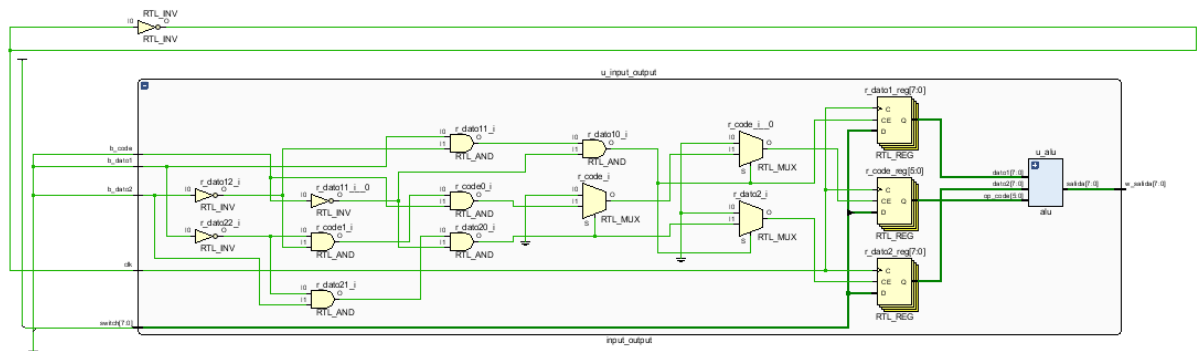 RTL_INV
I0 O
RTL_INV
u_input_output
r_dato1_reg[7:0]
C
CE Q
D
RTL_REG
r_dato11_i
I0 O
I1
RTL_AND
r_dato10_i
I0 O
I1
RTL_AND
r_code_i__0
I0
I1 O
S
RTL_MUX
b_code
b_dato1
b_dato2
r_dato12_i
I0 O
RTL_INV
r_dato11_i__0
I0 O
RTL_INV
r_code0_i
I0 O
I1
RTL_AND
r_code_i
I0
I1 O
S
RTL_MUX
r_code_reg[5:0]
C
CE Q
D
RTL_REG
u_alu
dato1[7:0]
dato2[7:0]
op_code[5:0]
salida[7:0]
alu
w_salida[7:0]
r_dato22_i
I0 O
RTL_INV
r_code1_i
I0 O
I1
RTL_AND
r_dato20_i
I0 O
I1
RTL_AND
r_dato2_i
I0
I1 O
S
RTL_MUX
r_dato2_reg[7:0]
C
CE Q
D
RTL_REG
clk
r_dato21_i
I0 O
I1
RTL_AND
switch[7:0]
input_output